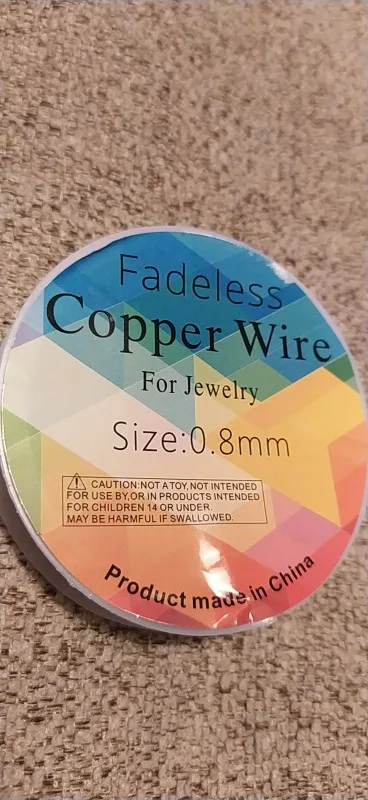 Fadeless
Copper Wire
For Jewelry
Size:0.8mm
⚠ CAUTION:NOT A TOY, NOT INTENDED
FOR USE BY,OR IN PRODUCTS INTENDED
FOR CHILDREN 14 OR UNDER.
MAY BE HARMFUL IF SWALLOWED.
Product made in China